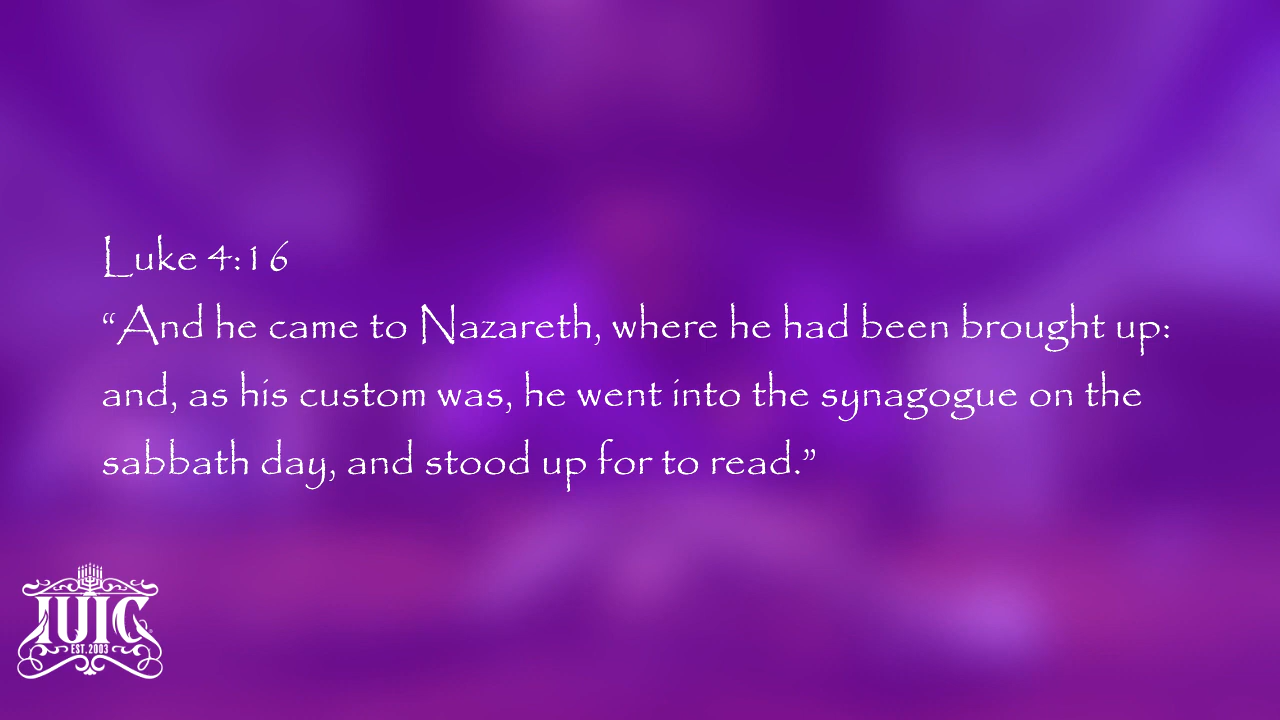 Luke 4:16
“And he came to Nazareth, where he had been brought up:
and, as his custom was, he went into the synagogue on the
sabbath day, and stood up for to read.”
IUIC
EST. 2003